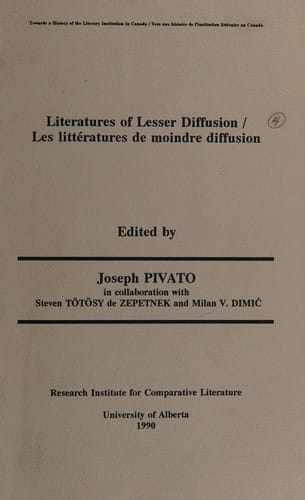 Towards a History of the Literary Institution in Canada / Vers une histoire de l'institution littéraire au Canada
Literatures of Lesser Diffusion /
Les littératures de moindre diffusion
4
Edited by
Joseph PIVATO
in collaboration with
Steven TÖTÖSY de ZEPETNEK and Milan V. DIMIĆ
Research Institute for Comparative Literature
University of Alberta
1990